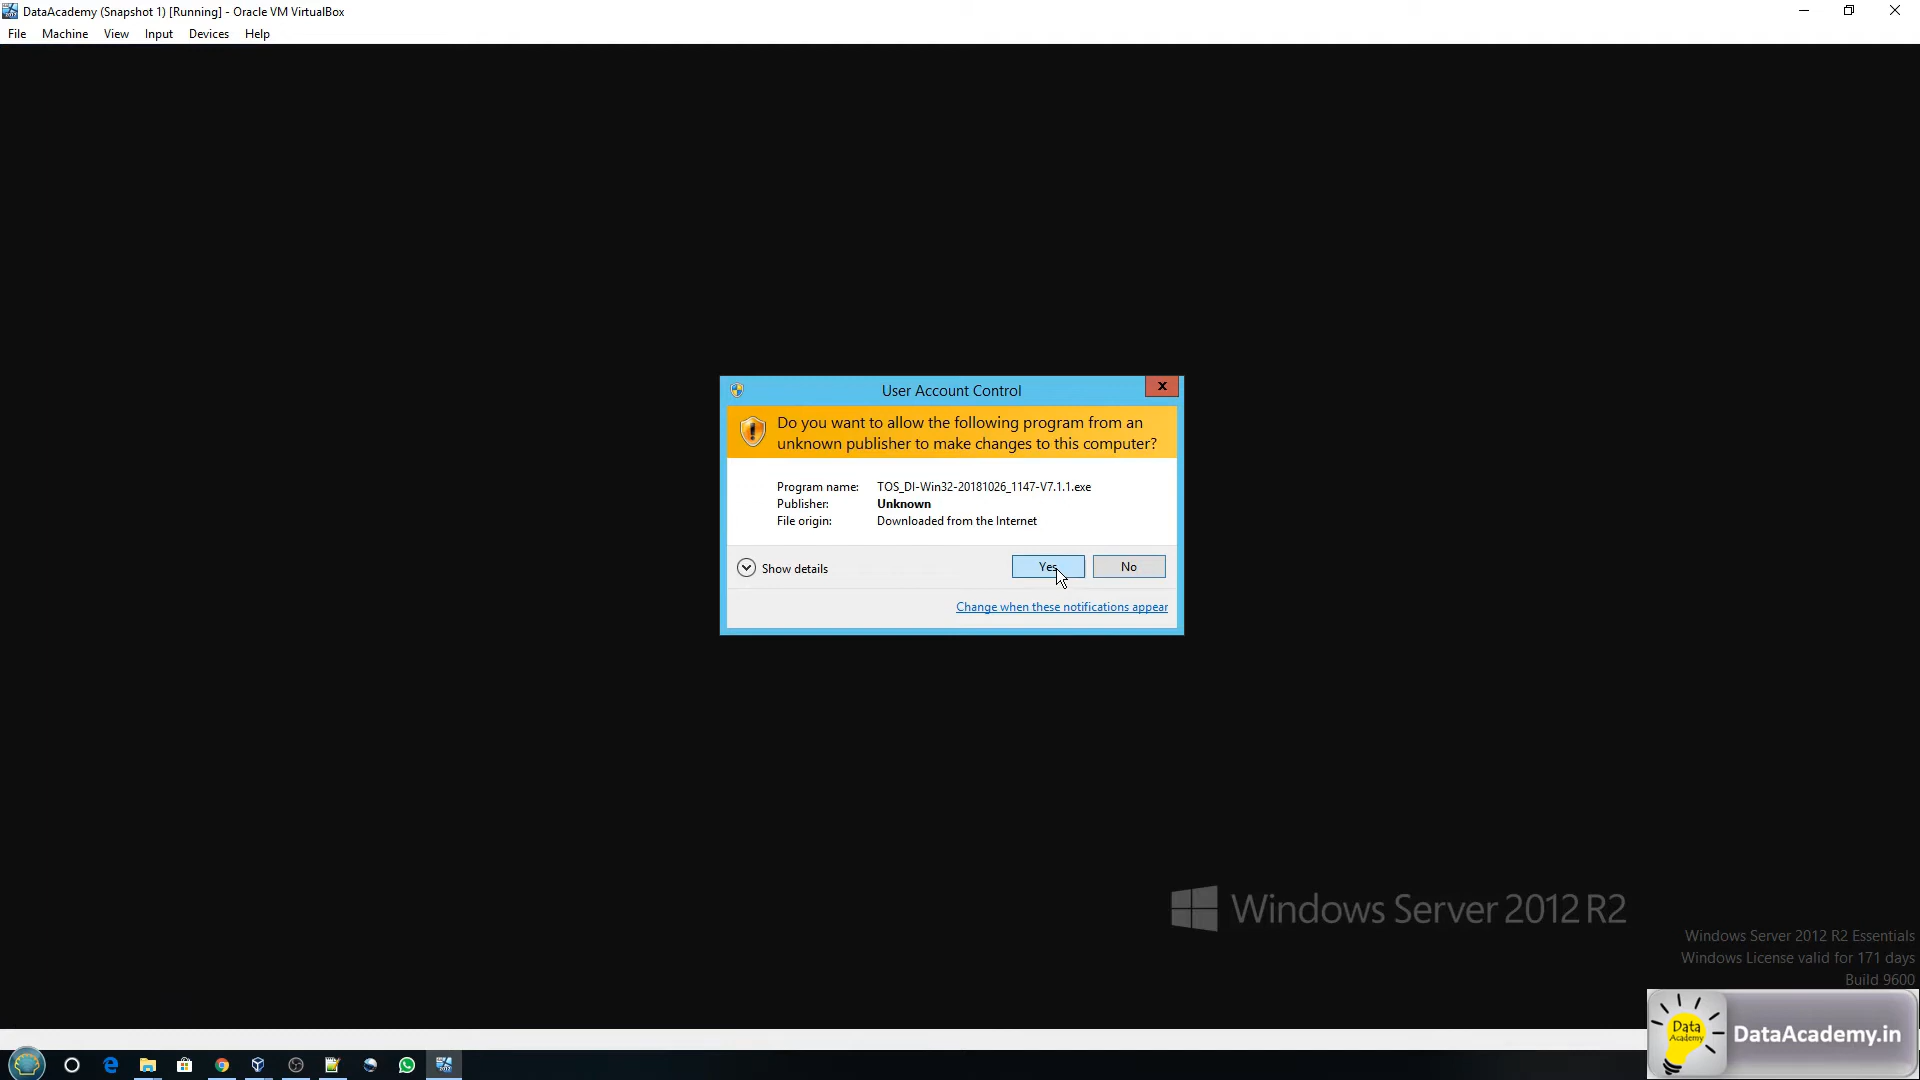 DataAcademy (Snapshot 1) [Running] - Oracle VM VirtualBox
File Machine View Input Devices Help
User Account Control
Do you want to allow the following program from an
unknown publisher to make changes to this computer?
Program name: TOS_DI-Win32-20181026_1147-V7.1.1.exe
Publisher: Unknown
File origin: Downloaded from the Internet
Show details
Yes
No
Change when these notifications appear
Windows Server 2012 R2
Windows Server 2012 R2 Essentials
Windows License valid for 171 days
Build 9600
Data
Academy
DataAcademy.in